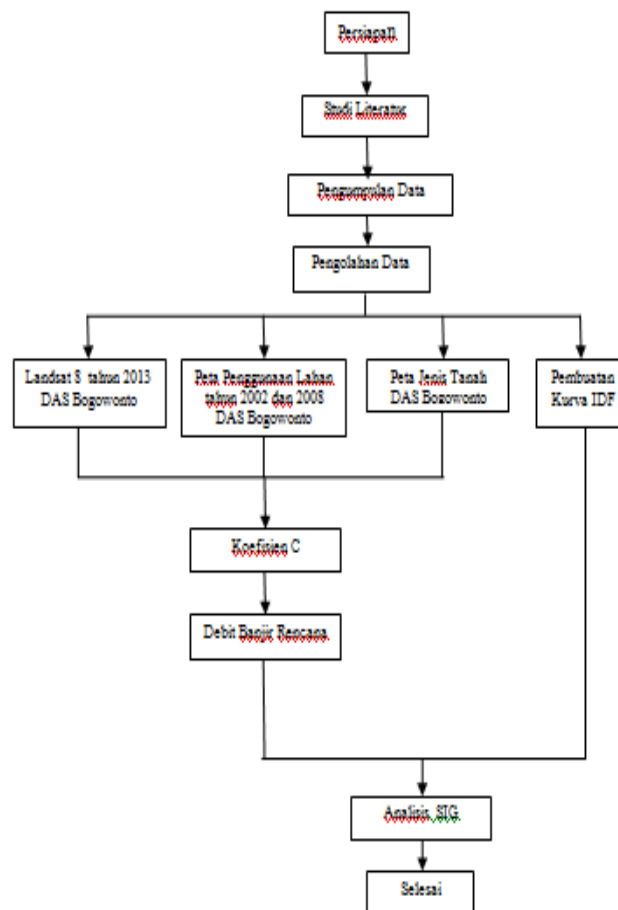 Persiapan
Studi Literatur
Pengumpulan Data
Pengolahan Data
Landsat 8 tahun 2013
DAS Bogowonto
Peta Penggunaan Lahan
tahun 2002 dan 2008
DAS Bogowonto
Peta Jenis Tanah
DAS Bogowonto
Pembuatan
Kurva IDF
Koefisien C
Debit Banjir Rencana
Analisis SIG
Selesai